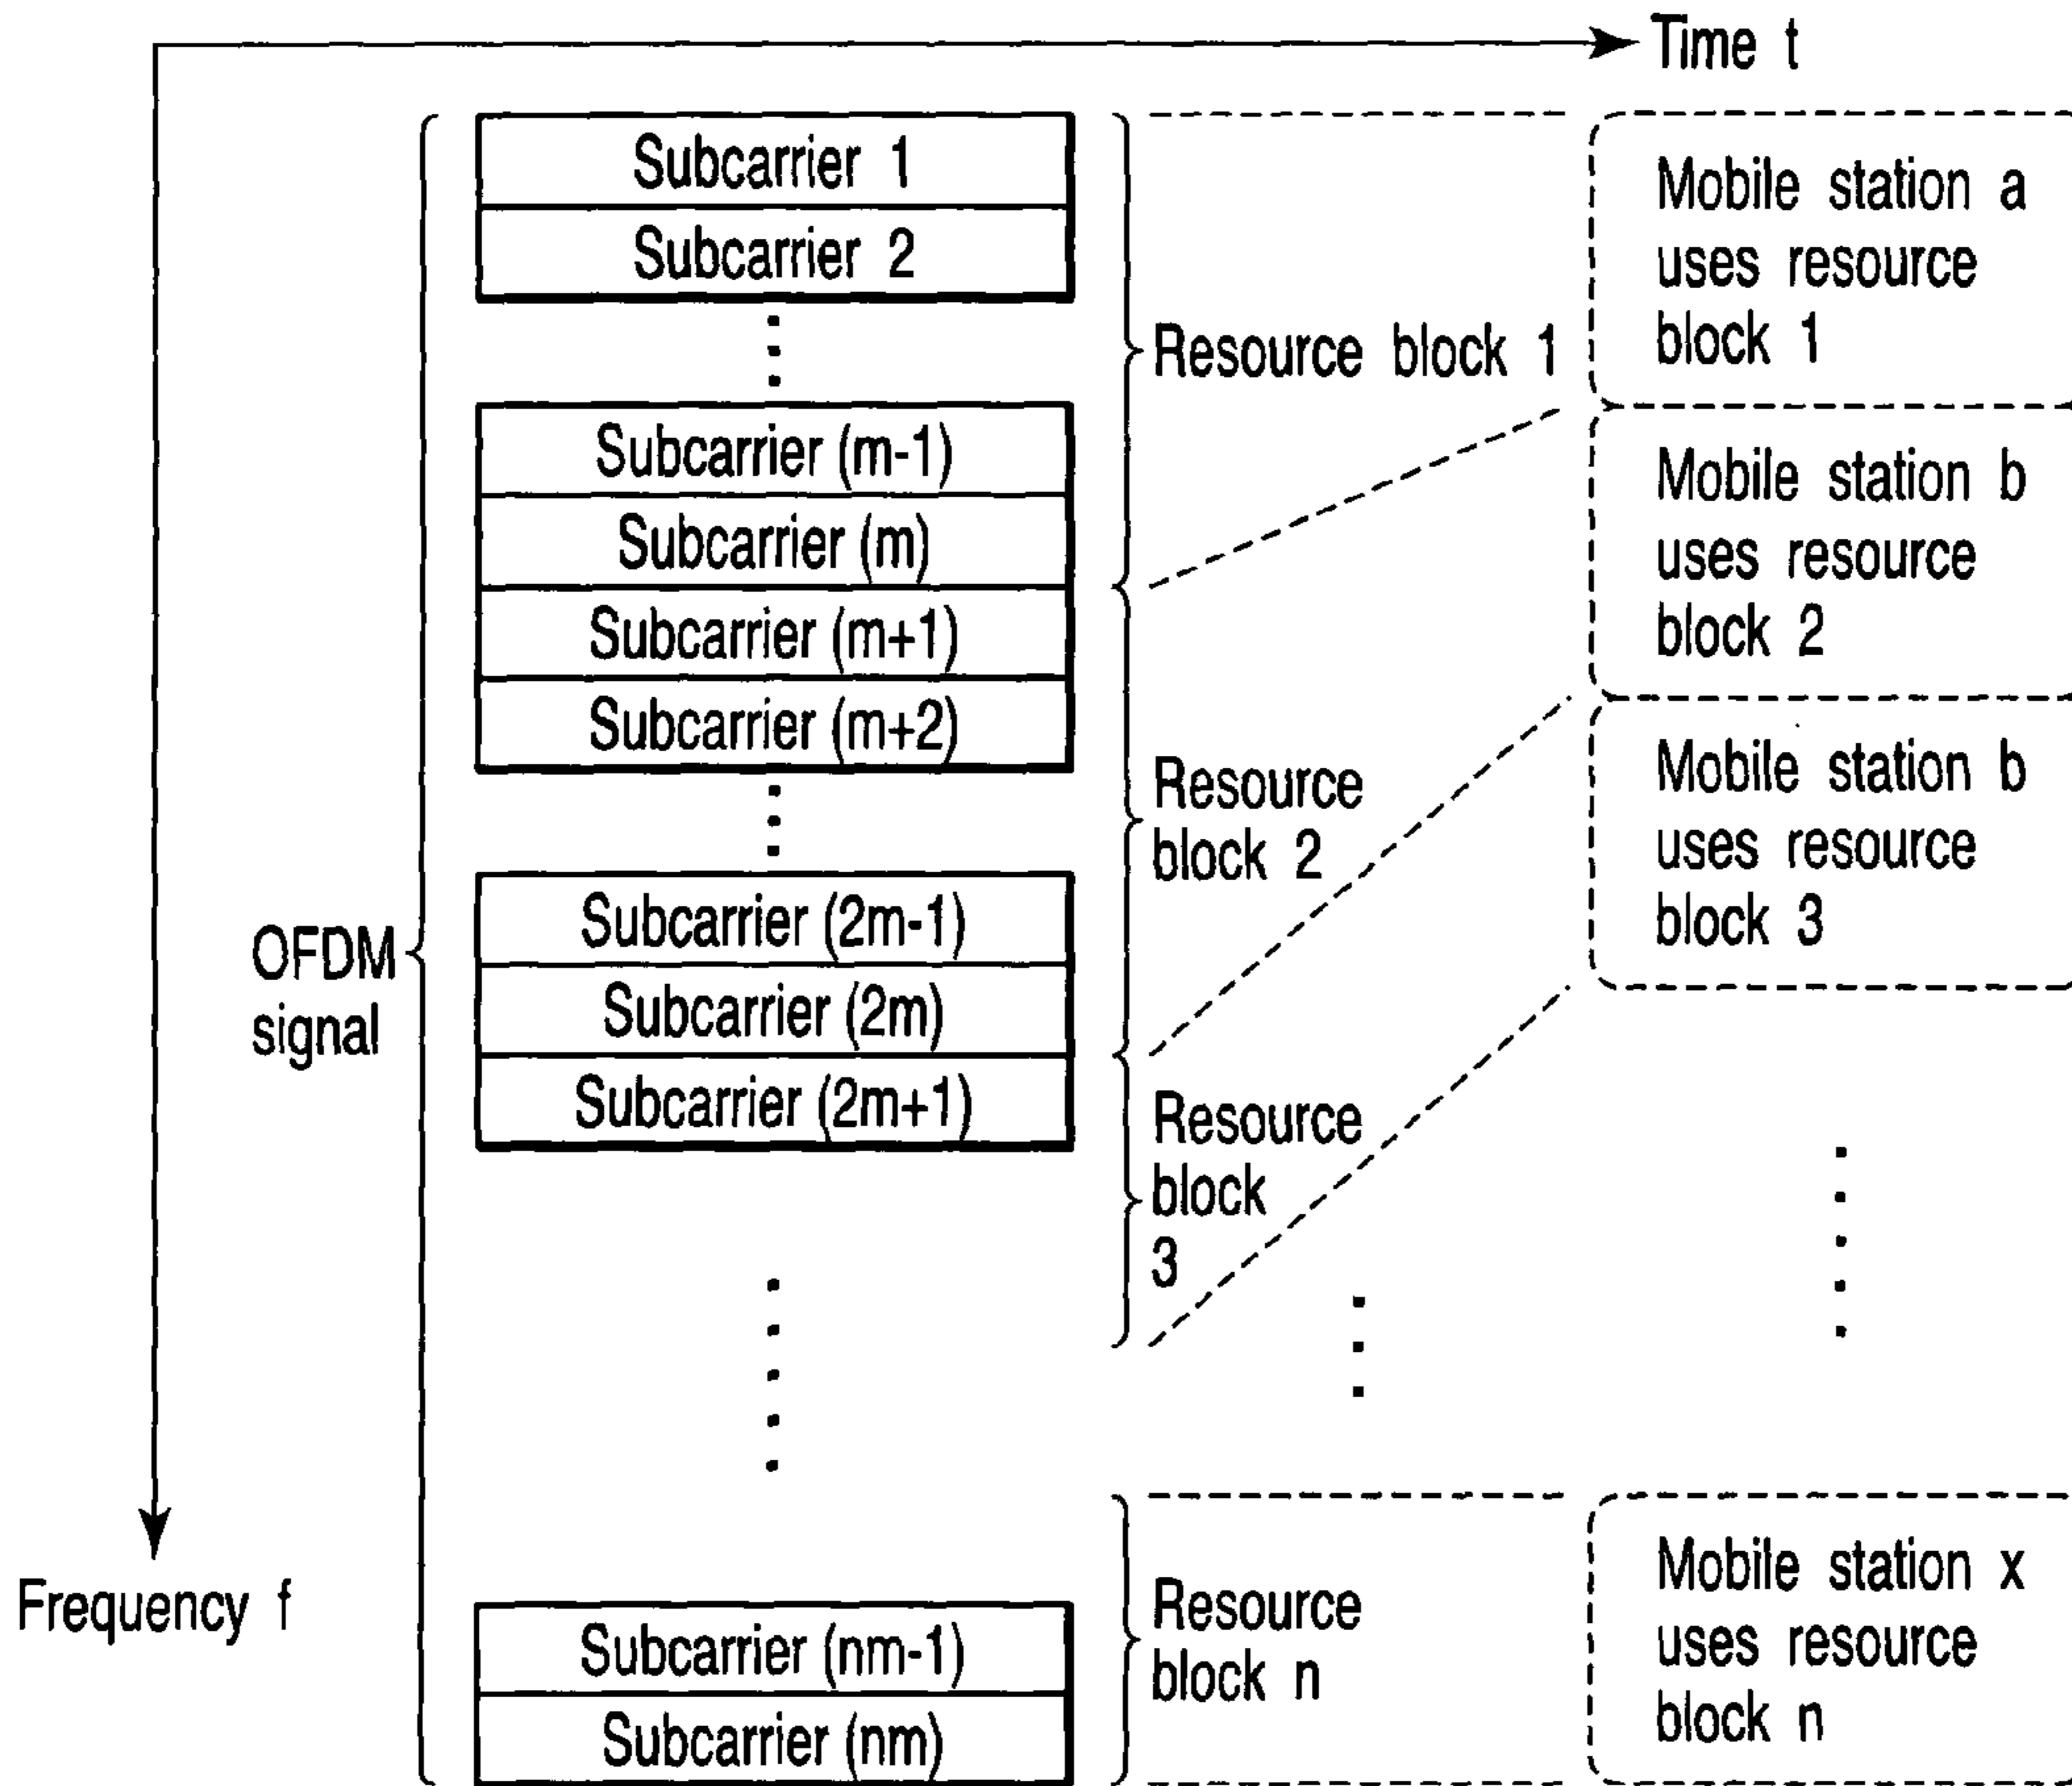 Time t
Subcarrier 1
Subcarrier 2
Subcarrier (m-1)
Subcarrier (m)
Subcarrier (m+1)
Subcarrier (m+2)
Subcarrier (2m-1)
Subcarrier (2m)
Subcarrier (2m+1)
Subcarrier (nm-1)
Subcarrier (nm)
OFDM
signal
Frequency f
Resource block 1
Resource
block 2
Resource
block
3
Resource
block n
Mobile station a
uses resource
block 1
Mobile station b
uses resource
block 2
Mobile station b
uses resource
block 3
Mobile station x
uses resource
block n